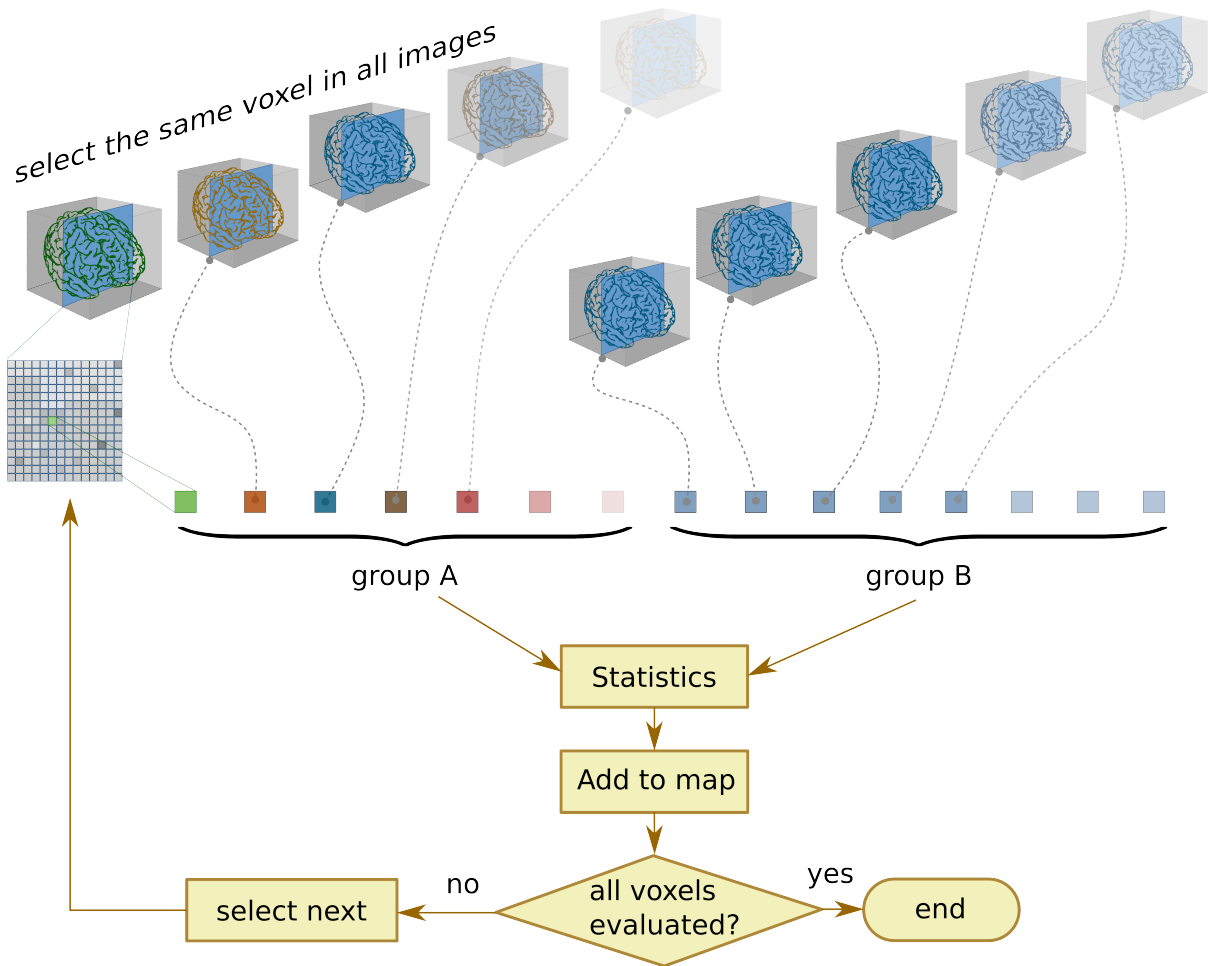 select the same voxel in all images
group A
group B
Statistics
Add to map
all voxels
evaluated?
no
yes
select next
end